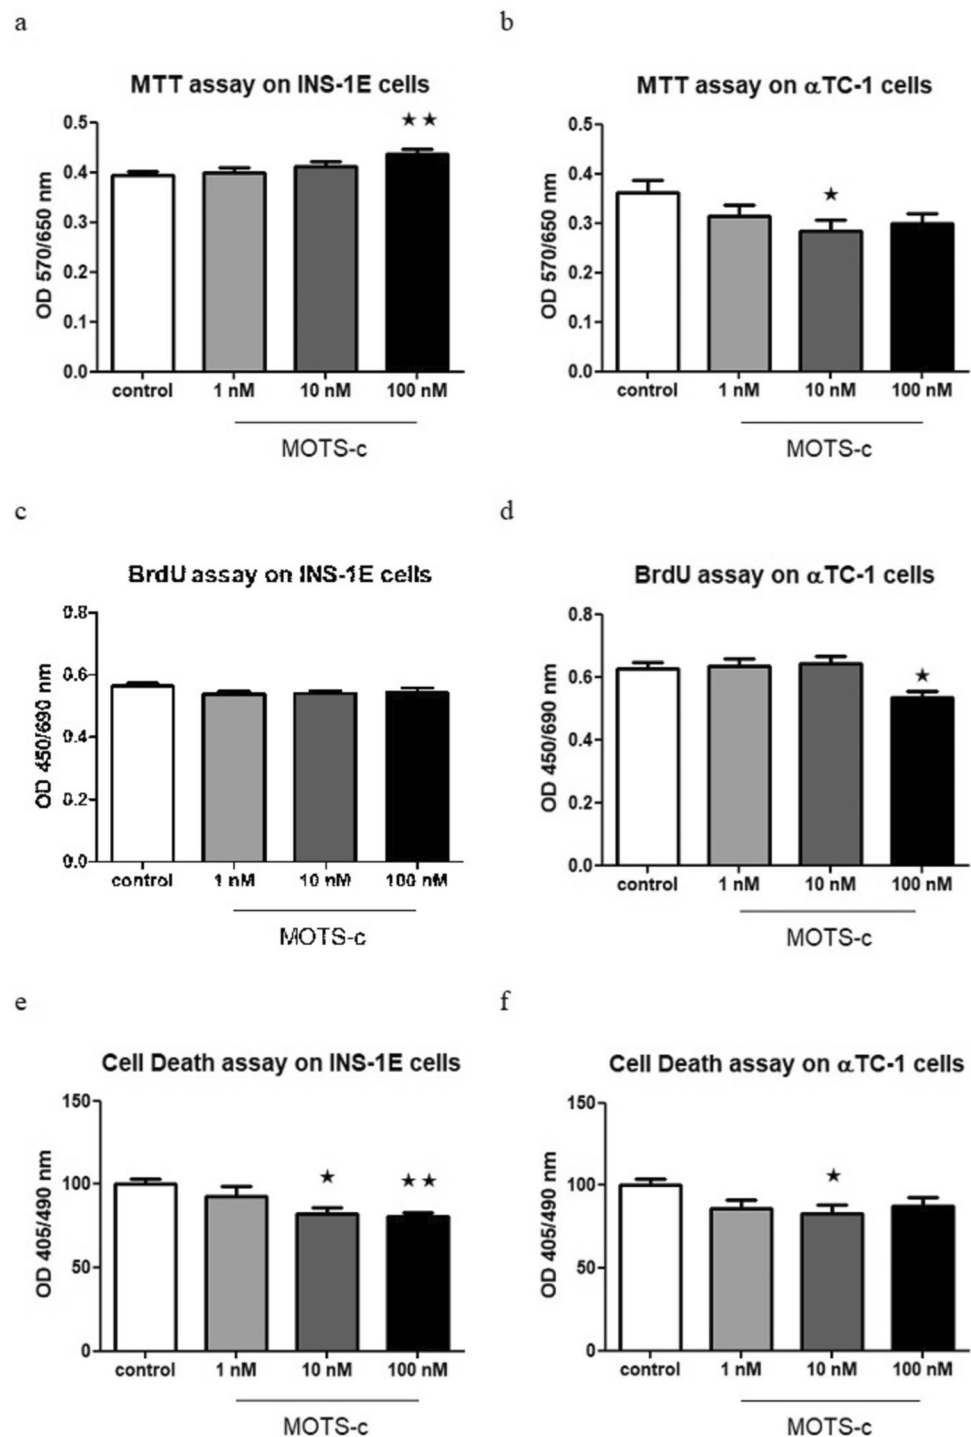 a
b
MTT assay on INS-1E cells
MTT assay on αTC-1 cells
OD 570/650 nm
0.5
0.4
0.3
0.2
0.1
0.0
★★
control 1 nM 10 nM 100 nM
MOTS-c
OD 570/650 nm
0.5
0.4
0.3
0.2
0.1
0.0
★
control 1 nM 10 nM 100 nM
MOTS-c
c
d
BrdU assay on INS-1E cells
BrdU assay on αTC-1 cells
OD 450/690 nm
0.8
0.6
0.4
0.2
0.0
control 1 nM 10 nM 100 nM
MOTS-c
OD 450/690 nm
0.8
0.6
0.4
0.2
0.0
★
control 1 nM 10 nM 100 nM
MOTS-c
e
f
Cell Death assay on INS-1E cells
Cell Death assay on αTC-1 cells
OD 405/490 nm
150
100
50
0
★ ★★
control 1 nM 10 nM 100 nM
MOTS-c
OD 405/490 nm
150
100
50
0
★
control 1 nM 10 nM 100 nM
MOTS-c